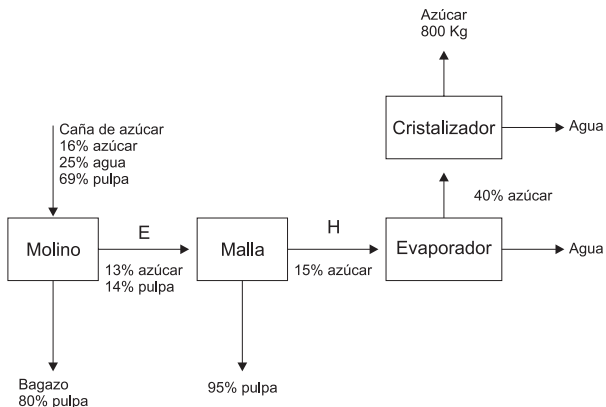 Azúcar
800 Kg
Cristalizador
Agua
Caña de azúcar
16% azúcar
25% agua
69% pulpa
40% azúcar
Molino
E
13% azúcar
14% pulpa
Malla
H
15% azúcar
Evaporador
Agua
Bagazo
80% pulpa
95% pulpa